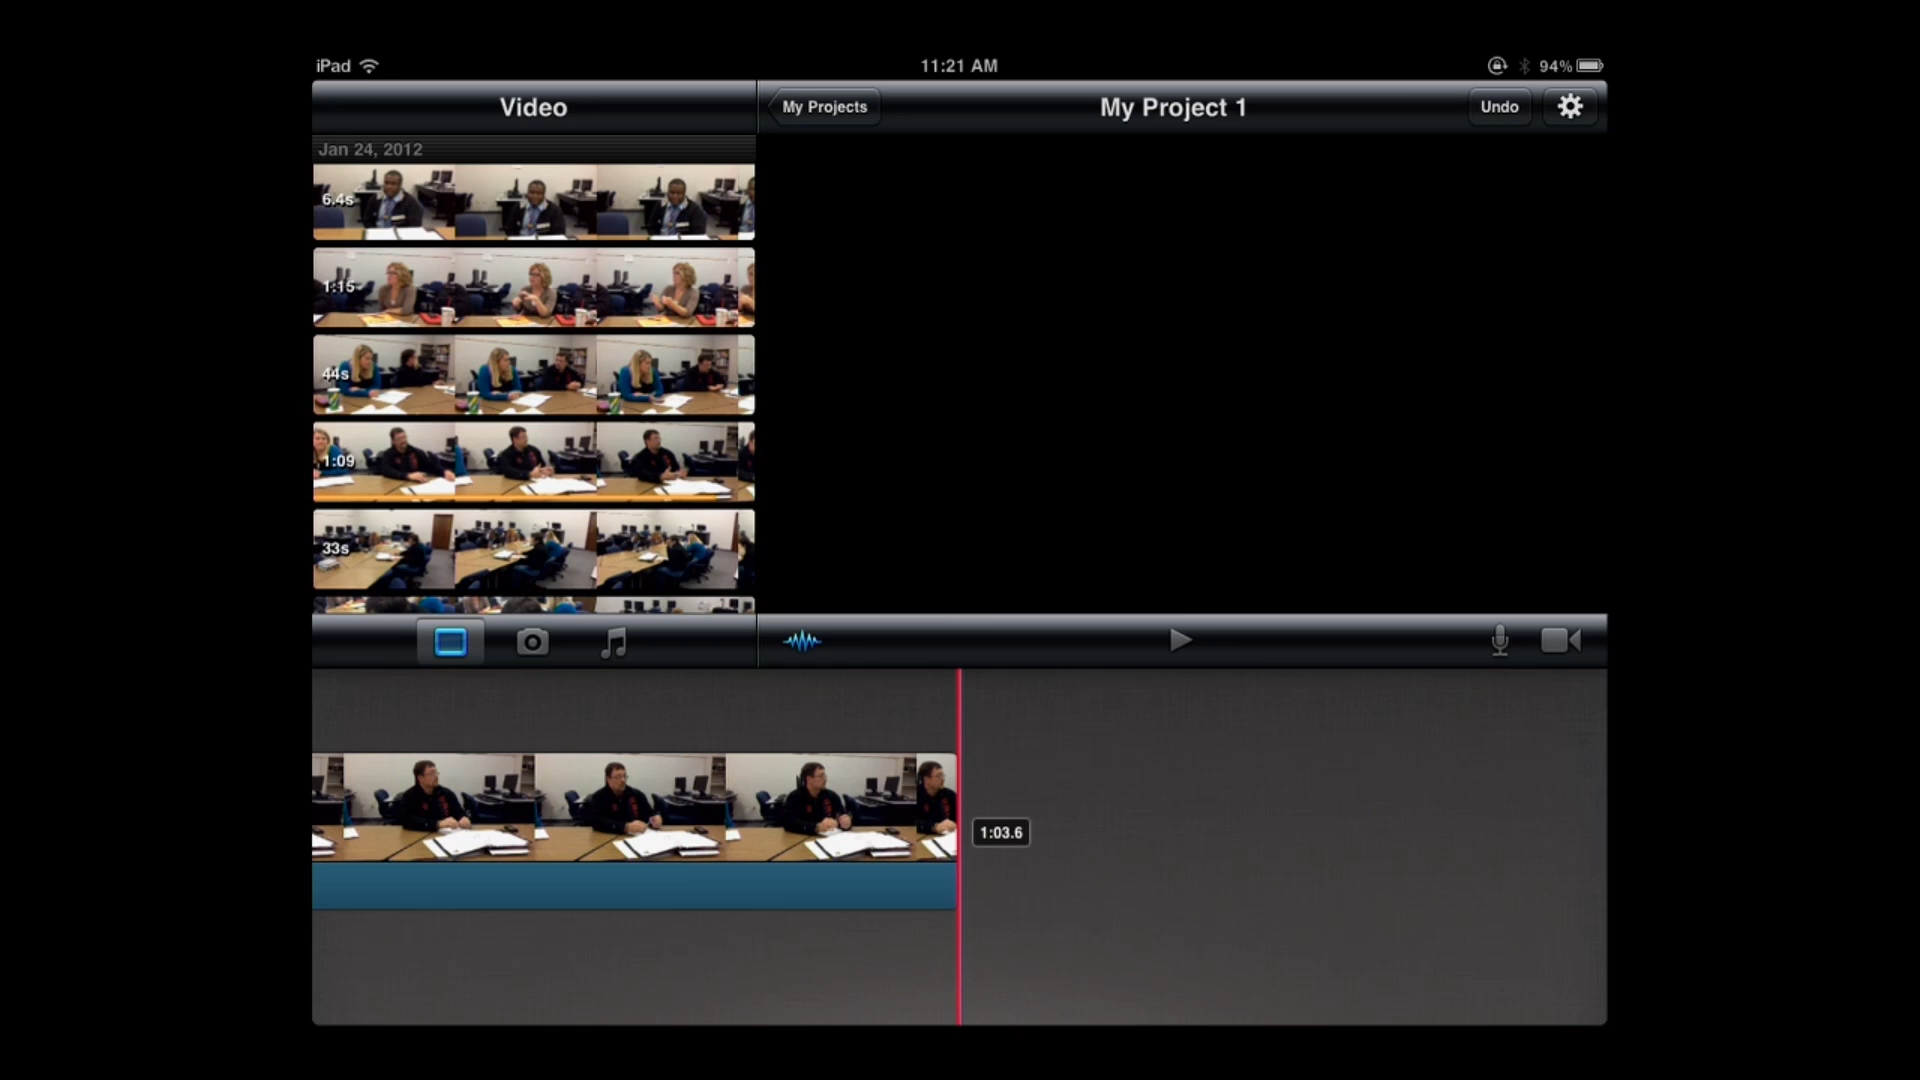 iPad
11:21 AM
94%
Video
My Projects
My Project 1
Undo
Jan 24, 2012
6.4s
1:15
44s
1:09
33s
1:03.6